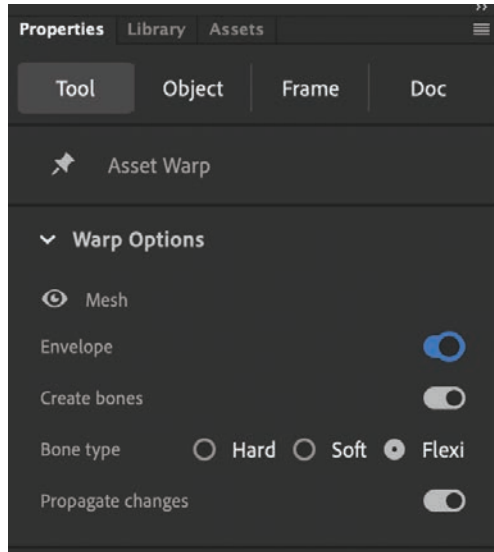 Properties Library Assets
Tool Object Frame Doc
Asset Warp
Warp Options
Mesh
Envelope
Create bones
Bone type Hard Soft Flexi
Propagate changes